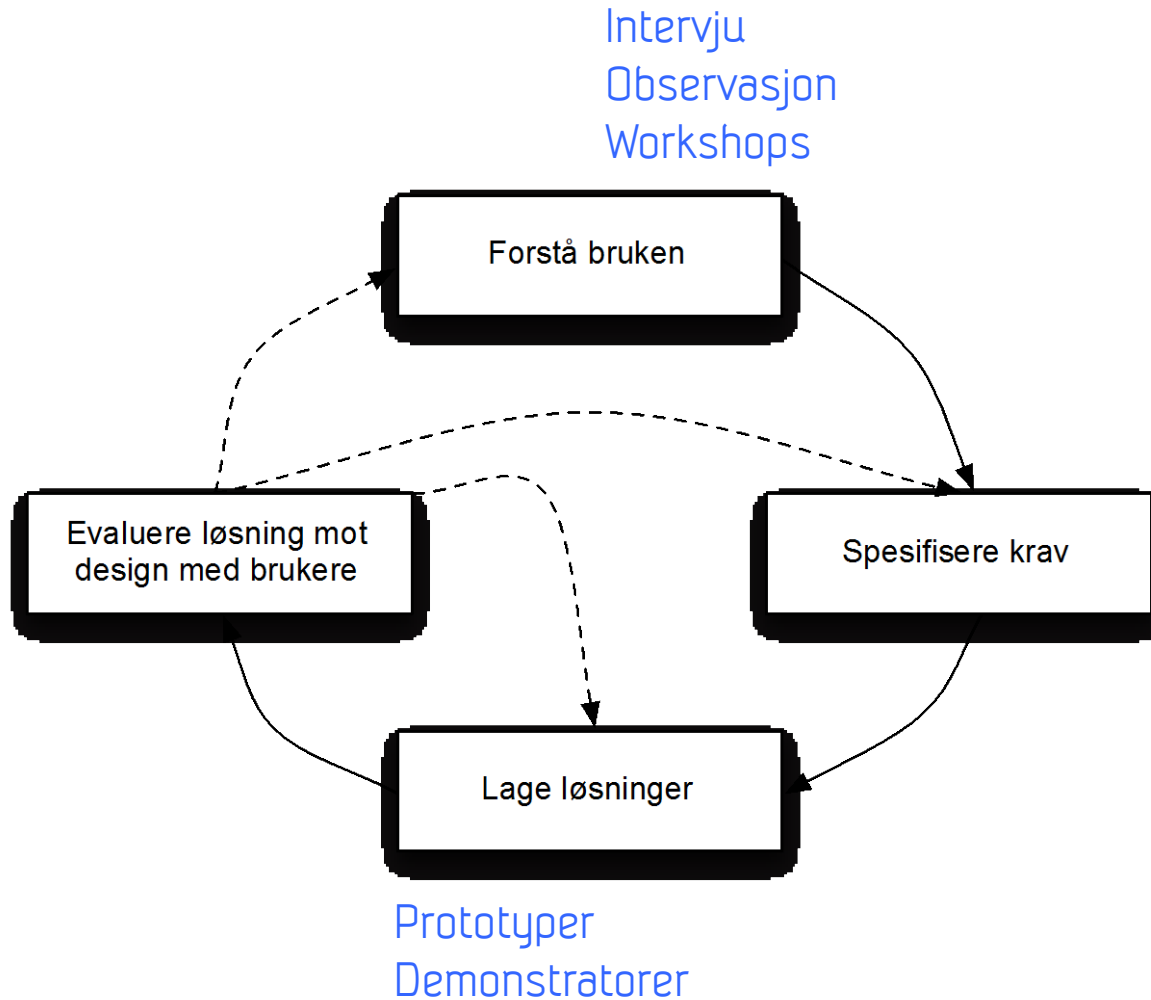 Intervju
Observasjon
Workshops
Forstå bruken
Evaluere løsning mot
design med brukere
Spesifisere krav
Lage løsninger
Prototyper
Demonstratorer